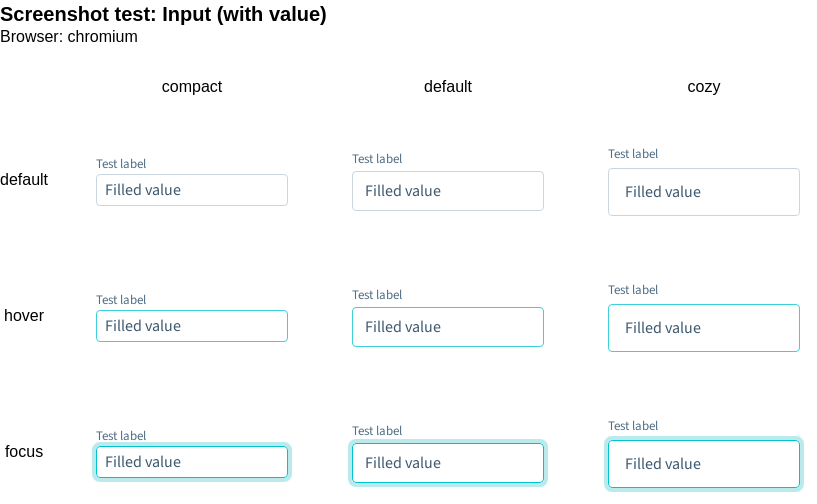 Screenshot test: Input (with value)
Browser: chromium
compact default cozy
Test label Test label Test label
default Filled value Filled value Filled value
Test label Test label Test label
hover Filled value Filled value Filled value
Test label Test label Test label
focus Filled value Filled value Filled value